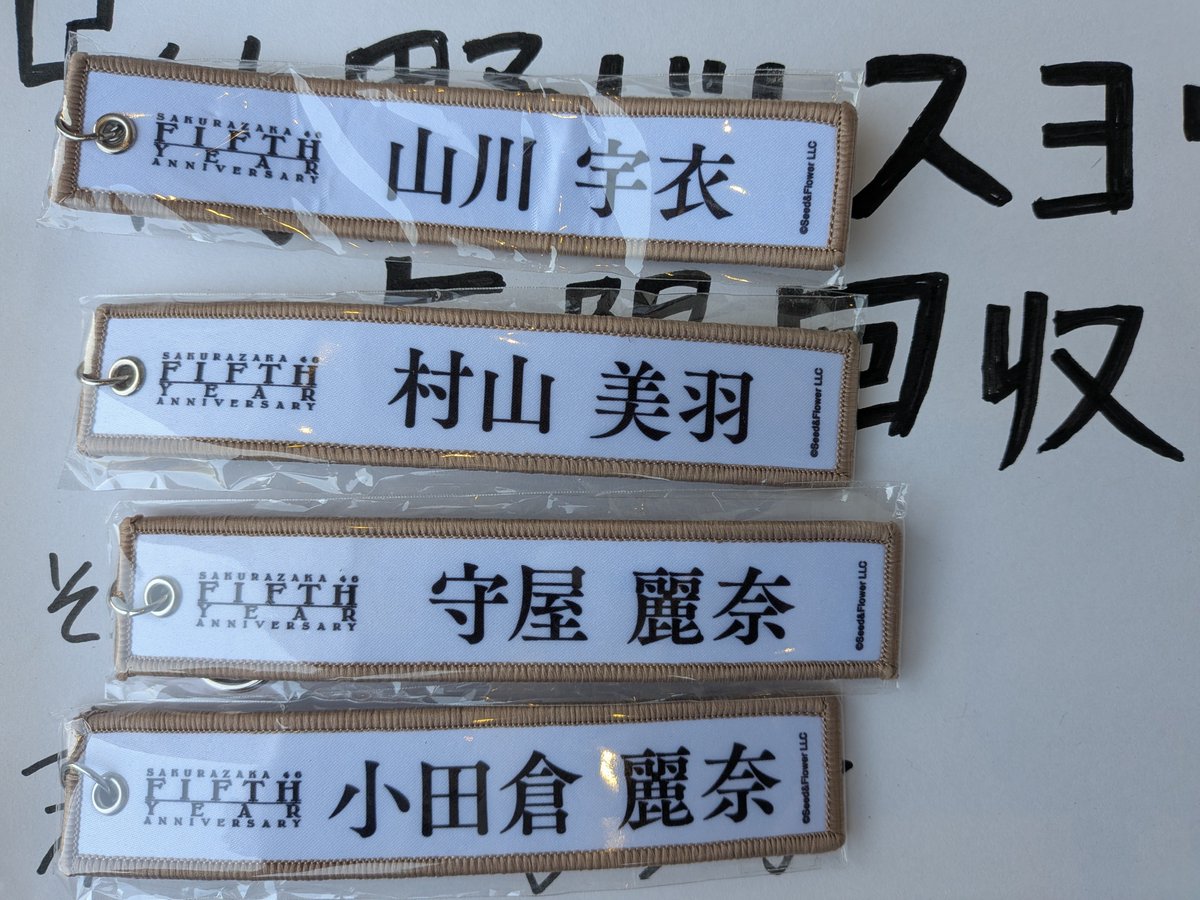 スヨ
回収
そ
SAKURAZAKA 46
FIFTH
YEAR
ANNIVERSARY
山川 宇衣
©Seed&Flower LLC
SAKURAZAKA 46
FIFTH
YEAR
ANNIVERSARY
村山 美羽
©Seed&Flower LLC
SAKURAZAKA 46
FIFTH
YEAR
ANNIVERSARY
守屋 麗奈
©Seed&Flower LLC
SAKURAZAKA 46
FIFTH
YEAR
ANNIVERSARY
小田倉 麗奈
©Seed&Flower LLC